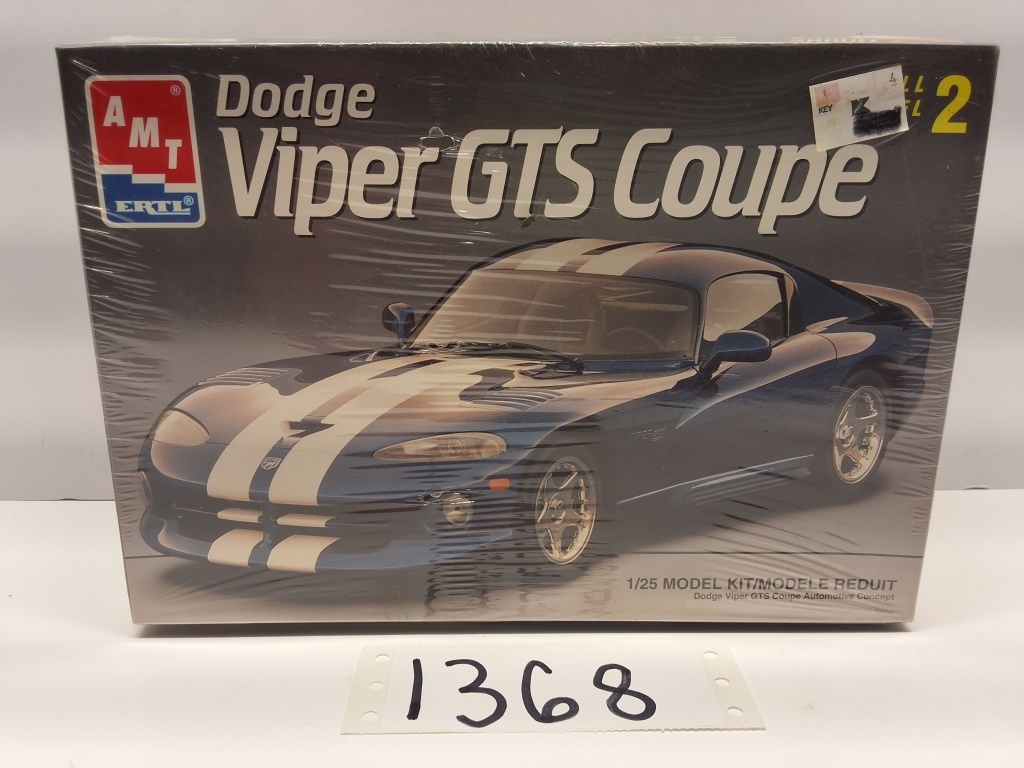 AMT
ERTL
Dodge
Viper GTS Coupe
KEY
2
1/25 MODEL KIT/MODELE REDUIT
Dodge Viper GTS Coupe Automotive Concept
1368